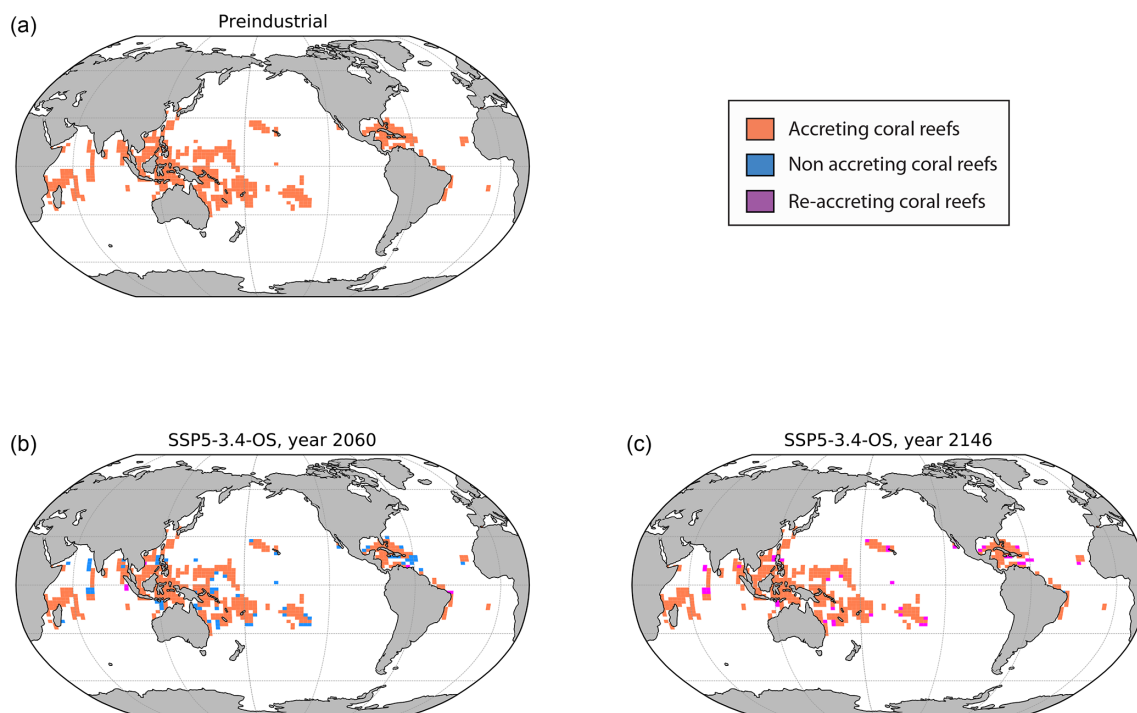 (a)
Preindustrial
Accreting coral reefs
Non accreting coral reefs
Re-accreting coral reefs
(b)
SSP5-3.4-OS, year 2060
(c)
SSP5-3.4-OS, year 2146